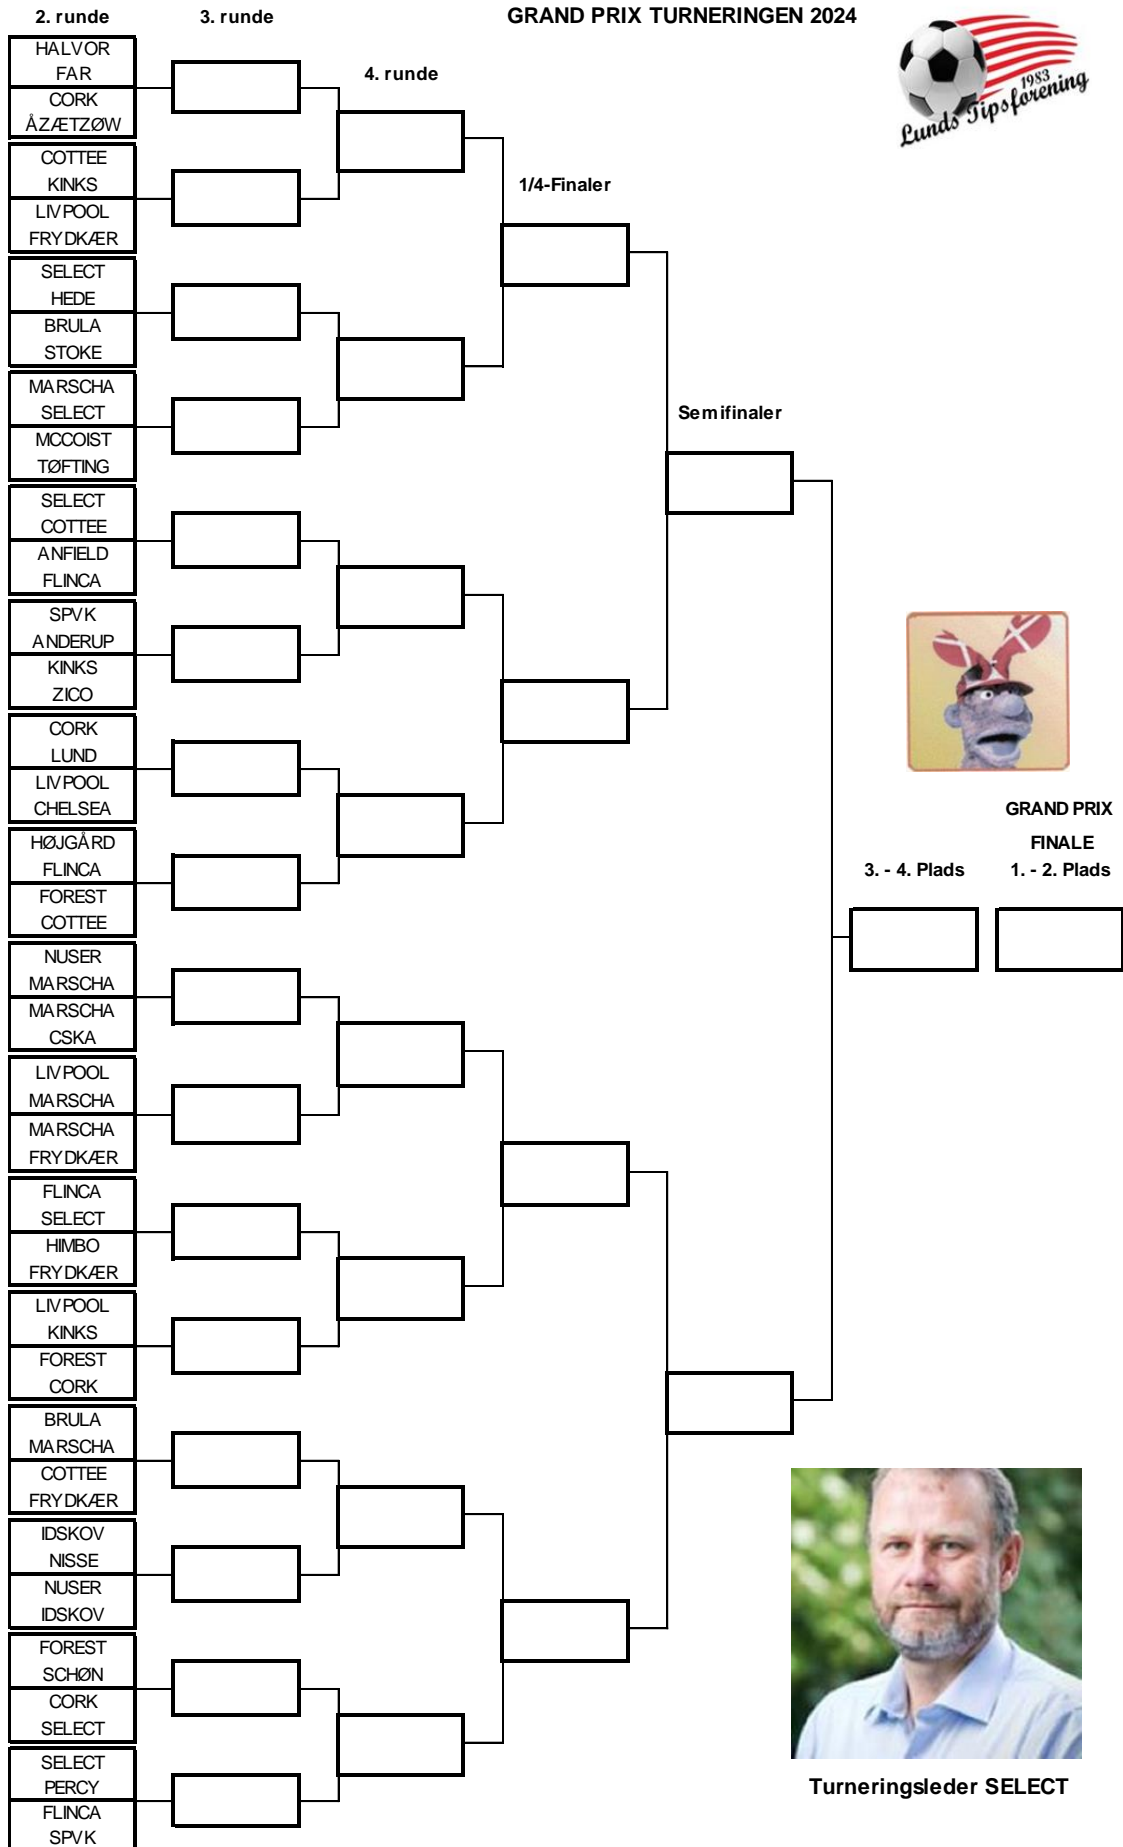 2. runde
3. runde
GRAND PRIX TURNERINGEN 2024
HALVOR
FAR
CORK
ÅZÆTZØW
4. runde
1983
Lunds Tipsforening
COTTEE
KINKS
LIVPOOL
FRYDKÆR
1/4-Finaler
SELECT
HEDE
BRULA
STOKE
MARSCHA
SELECT
MCCOIST
TØFTING
Semifinaler
SELECT
COTTEE
ANFIELD
FLINCA
SPVK
ANDERUP
KINKS
ZICO
CORK
LUND
LIVPOOL
CHELSEA
HØJGÅRD
FLINCA
FOREST
COTTEE
GRAND PRIX
FINALE
3. - 4. Plads
1. - 2. Plads
NUSER
MARSCHA
MARSCHA
CSKA
LIVPOOL
MARSCHA
MARSCHA
FRYDKÆR
FLINCA
SELECT
HIMBO
FRYDKÆR
LIVPOOL
KINKS
FOREST
CORK
BRULA
MARSCHA
COTTEE
FRYDKÆR
IDSKOV
NISSE
NUSER
IDSKOV
FOREST
SCHØN
CORK
SELECT
SELECT
PERCY
FLINCA
SPVK
Turneringsleder SELECT